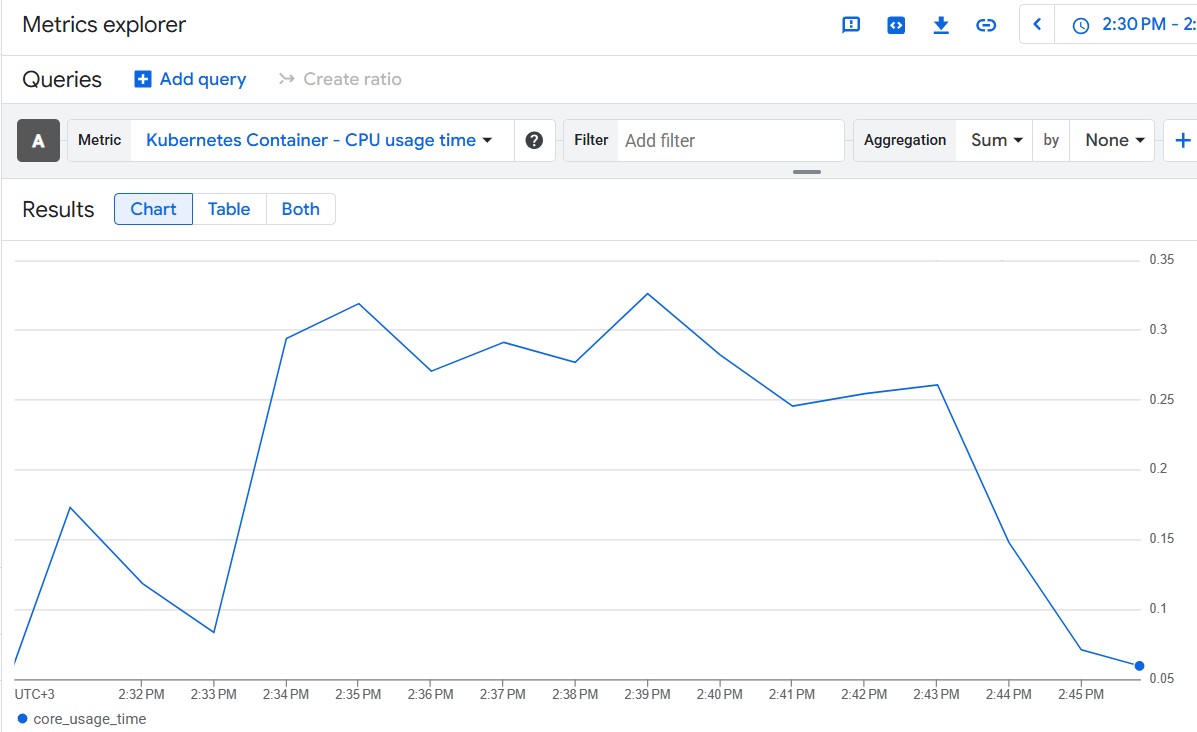 Metrics explorer
2:30 PM - 2:
Queries Add query Create ratio
A Metric Kubernetes Container - CPU usage time ? Filter Add filter Aggregation Sum by None +
Results Chart Table Both
0.35
0.3
0.25
0.2
0.15
0.1
0.05
UTC+3 2:32 PM 2:33 PM 2:34 PM 2:35 PM 2:36 PM 2:37 PM 2:38 PM 2:39 PM 2:40 PM 2:41 PM 2:42 PM 2:43 PM 2:44 PM 2:45 PM
core_usage_time